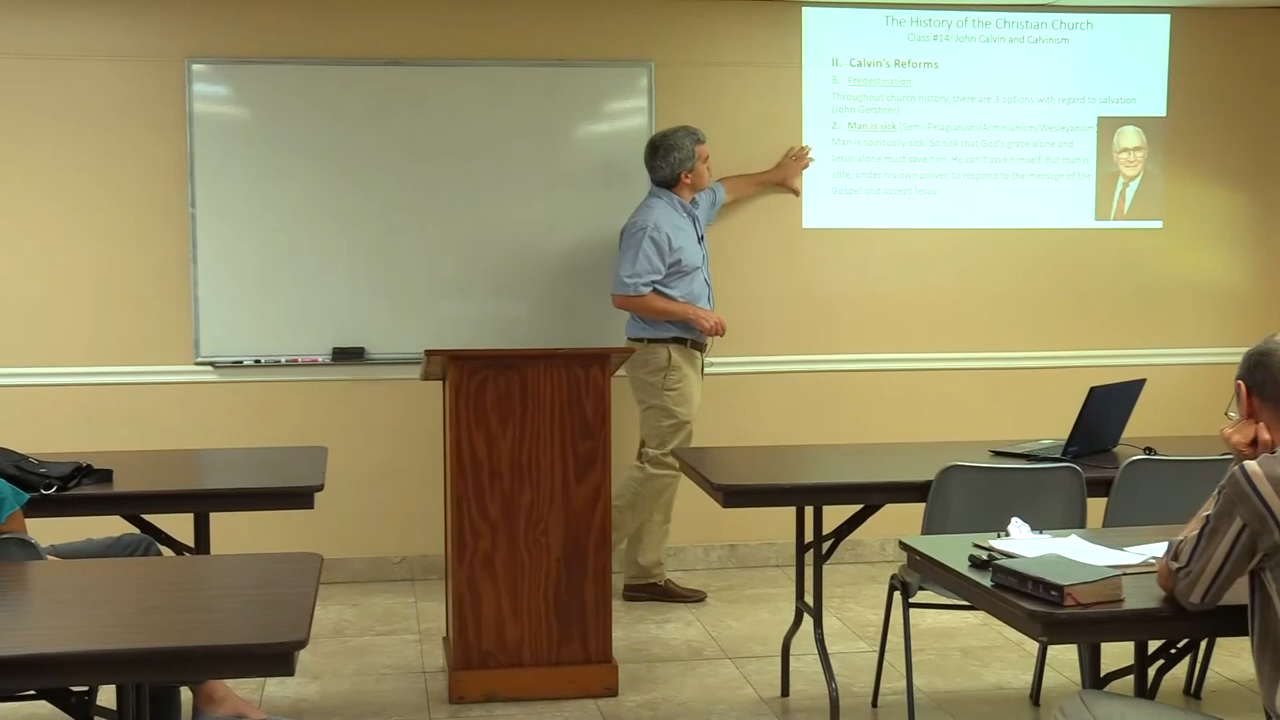 The History of the Christian Church
Class #14: John Calvin and Calvinism
II. Calvin's Reforms
B. Predestination
Throughout church history, there are 3 options with regard to salvation
(John Gerstner):
2. Man is sick (Semi-Pelagianism/Arminianism/Wesleyanism)
Man is spiritually sick. So sick that God's grace alone and
Jesus alone must save him. He can't save himself. But man is
able, under his own power, to respond to the message of the
Gospel and accept Jesus.